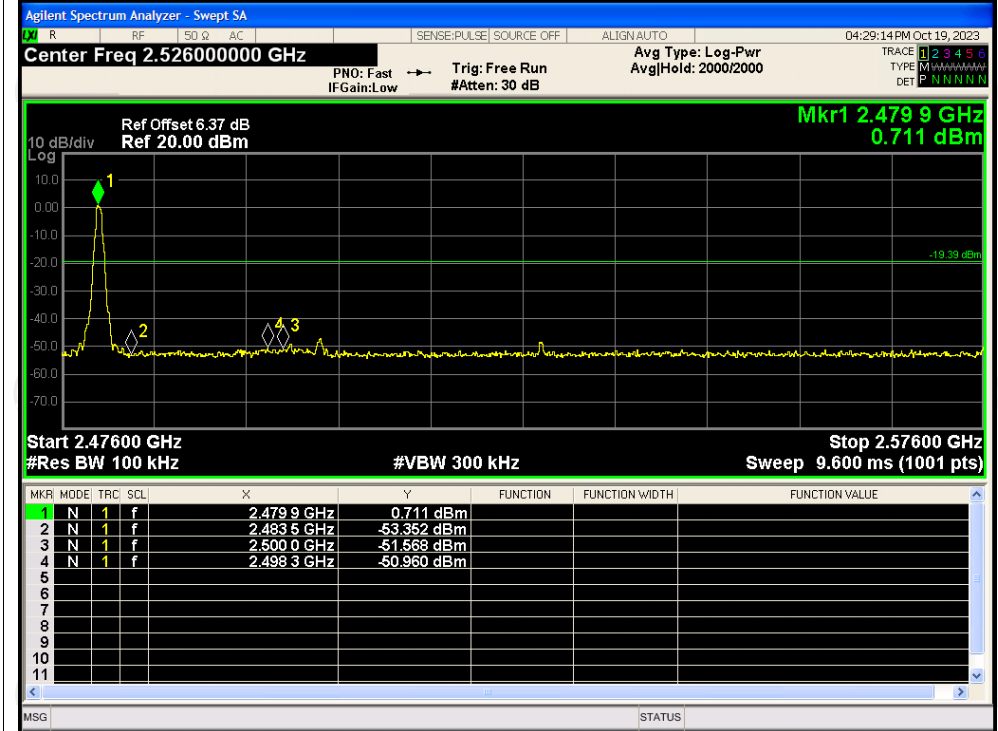 Agilent Spectrum Analyzer - Swept SA
LXI R RF 50 Ω AC SENSE:PULSE SOURCE OFF ALIGN AUTO 04:29:14 PM Oct 19, 2023
Center Freq 2.526000000 GHz
PNO: Fast
IFGain:Low
Trig: Free Run
#Atten: 30 dB
Avg Type: Log-Pwr
Avg|Hold: 2000/2000
TRACE 1 2 3 4 5 6
TYPE M WWWWW
DET P N N N N N
Mkr1 2.479 9 GHz
0.711 dBm
Ref Offset 6.37 dB
10 dB/div Ref 20.00 dBm
Log
10.0
0.00
-10.0
-20.0
-30.0
-40.0
-50.0
-60.0
-70.0
1
2
4 3
-19.39 dBm
Start 2.47600 GHz Stop 2.57600 GHz
#Res BW 100 kHz #VBW 300 kHz Sweep 9.600 ms (1001 pts)
MKR MODE TRC SCL X Y FUNCTION FUNCTION WIDTH FUNCTION VALUE
1 N 1 f 2.479 9 GHz 0.711 dBm
2 N 1 f 2.483 5 GHz -53.352 dBm
3 N 1 f 2.500 0 GHz -51.568 dBm
4 N 1 f 2.498 3 GHz -50.960 dBm
5
6
7
8
9
10
11
MSG STATUS